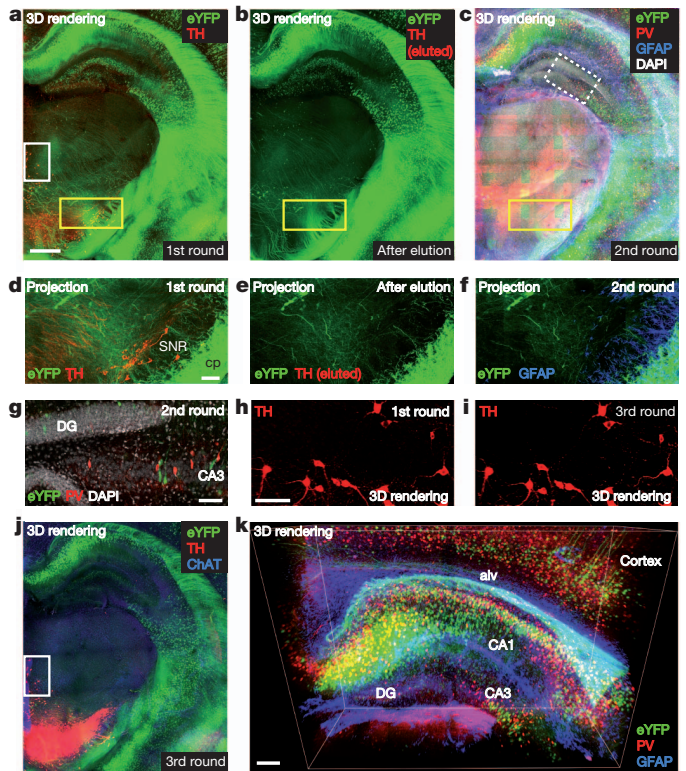 a
3D rendering
eYFP
TH
1st round
b
3D rendering
eYFP
TH
(eluted)
After elution
c
3D rendering
eYFP
PV
GFAP
DAPI
2nd round
d
Projection
1st round
SNR
cp
eYFP TH
e
Projection
After elution
eYFP TH (eluted)
f
Projection
2nd round
eYFP GFAP
g
2nd round
DG
CA3
eYFP PV DAPI
h
TH
1st round
3D rendering
i
TH
3rd round
3D rendering
j
3D rendering
eYFP
TH
ChAT
3rd round
k
3D rendering
Cortex
alv
CA1
DG
CA3
eYFP
PV
GFAP